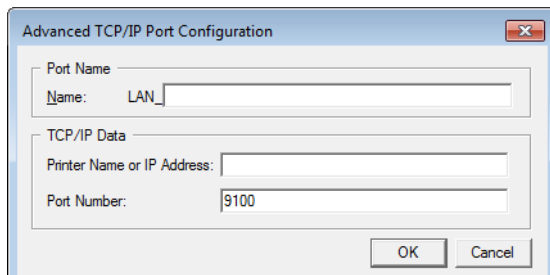 Advanced TCP/IP Port Configuration
Port Name
Name: LAN_
TCP/IP Data
Printer Name or IP Address:
Port Number: 9100
OK Cancel